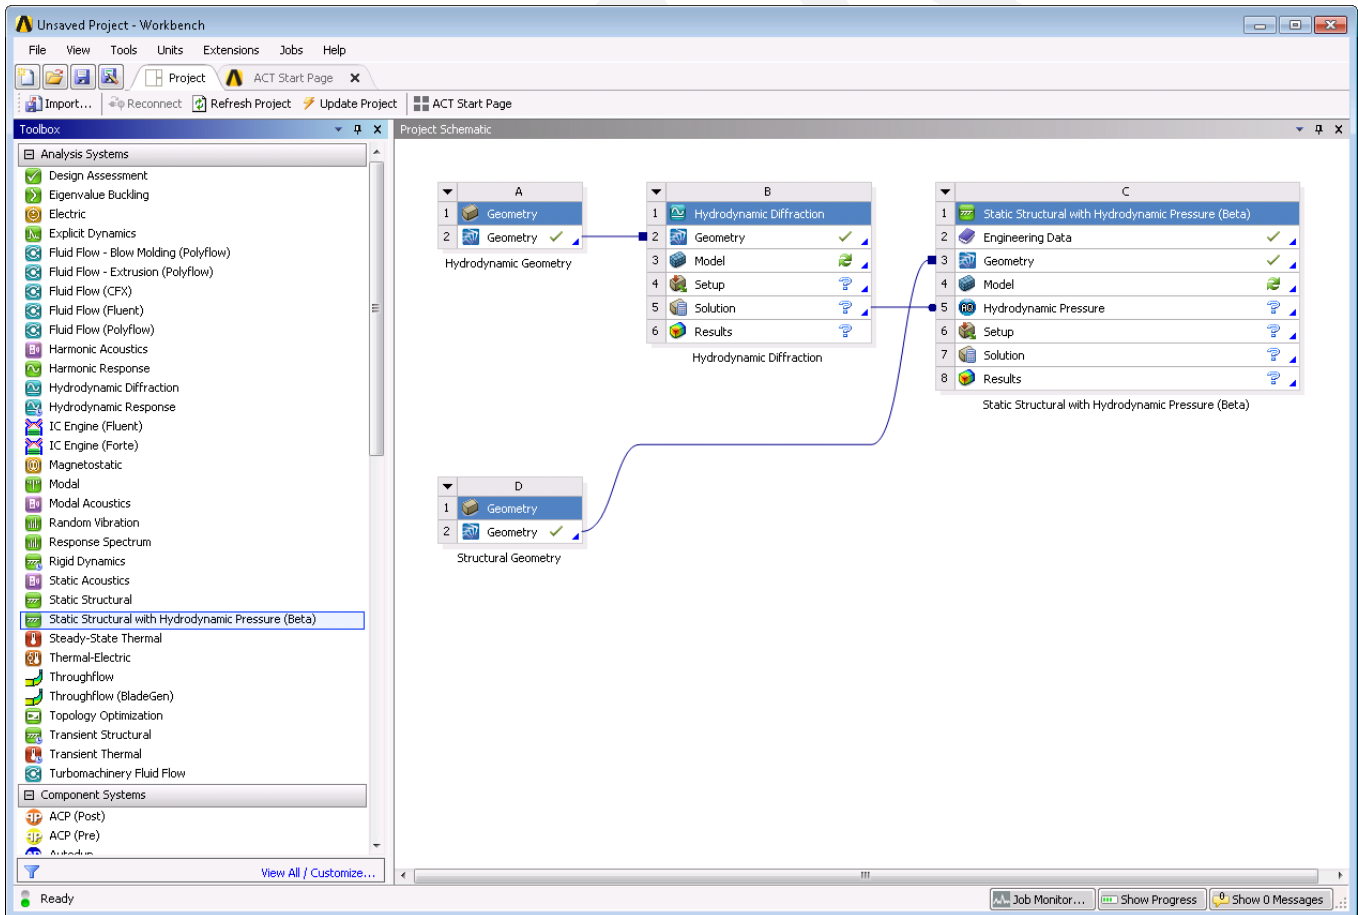 Unsaved Project - Workbench
File View Tools Units Extensions Jobs Help
Project ACT Start Page
Import... Reconnect Refresh Project Update Project ACT Start Page
Toolbox
Analysis Systems
Design Assessment
Eigenvalue Buckling
Electric
Explicit Dynamics
Fluid Flow - Blow Molding (Polyflow)
Fluid Flow - Extrusion (Polyflow)
Fluid Flow (CFX)
Fluid Flow (Fluent)
Fluid Flow (Polyflow)
Harmonic Acoustics
Harmonic Response
Hydrodynamic Diffraction
Hydrodynamic Response
IC Engine (Fluent)
IC Engine (Forte)
Magnetostatic
Modal
Modal Acoustics
Random Vibration
Response Spectrum
Rigid Dynamics
Static Acoustics
Static Structural
Static Structural with Hydrodynamic Pressure (Beta)
Steady-State Thermal
Thermal-Electric
Throughflow
Throughflow (BladeGen)
Topology Optimization
Transient Structural
Transient Thermal
Turbomachinery Fluid Flow
Component Systems
ACP (Post)
ACP (Pre)
View All / Customize...
Project Schematic
A
1 Geometry
2 Geometry
Hydrodynamic Geometry
B
1 Hydrodynamic Diffraction
2 Geometry
3 Model
4 Setup
5 Solution
6 Results
Hydrodynamic Diffraction
C
1 Static Structural with Hydrodynamic Pressure (Beta)
2 Engineering Data
3 Geometry
4 Model
5 AQ Hydrodynamic Pressure
6 Setup
7 Solution
8 Results
Static Structural with Hydrodynamic Pressure (Beta)
D
1 Geometry
2 Geometry
Structural Geometry
Ready
Job Monitor... Show Progress Show 0 Messages